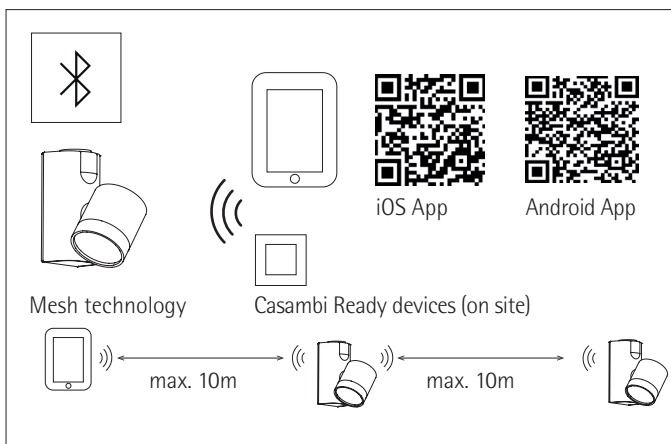 iOS App
Android App
Mesh technology
Casambi Ready devices (on site)
max. 10m
max. 10m